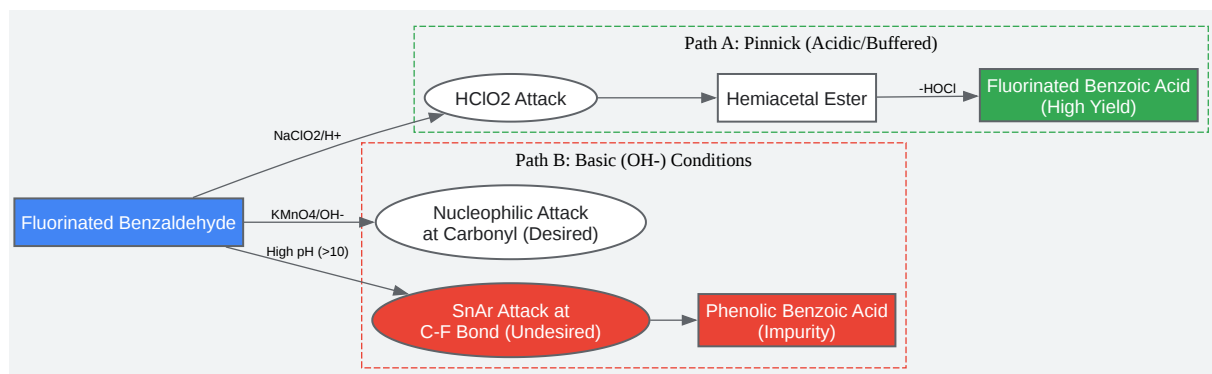 Path A: Pinnick (Acidic/Buffered)
HClO2 Attack
Hemiacetal Ester
-HOCl
Fluorinated Benzoic Acid
(High Yield)
NaClO2/H+
Path B: Basic (OH-) Conditions
Fluorinated Benzaldehyde
KMnO4/OH-
Nucleophilic Attack
at Carbonyl (Desired)
High pH (>10)
SnAr Attack at
C-F Bond (Undesired)
Phenolic Benzoic Acid
(Impurity)